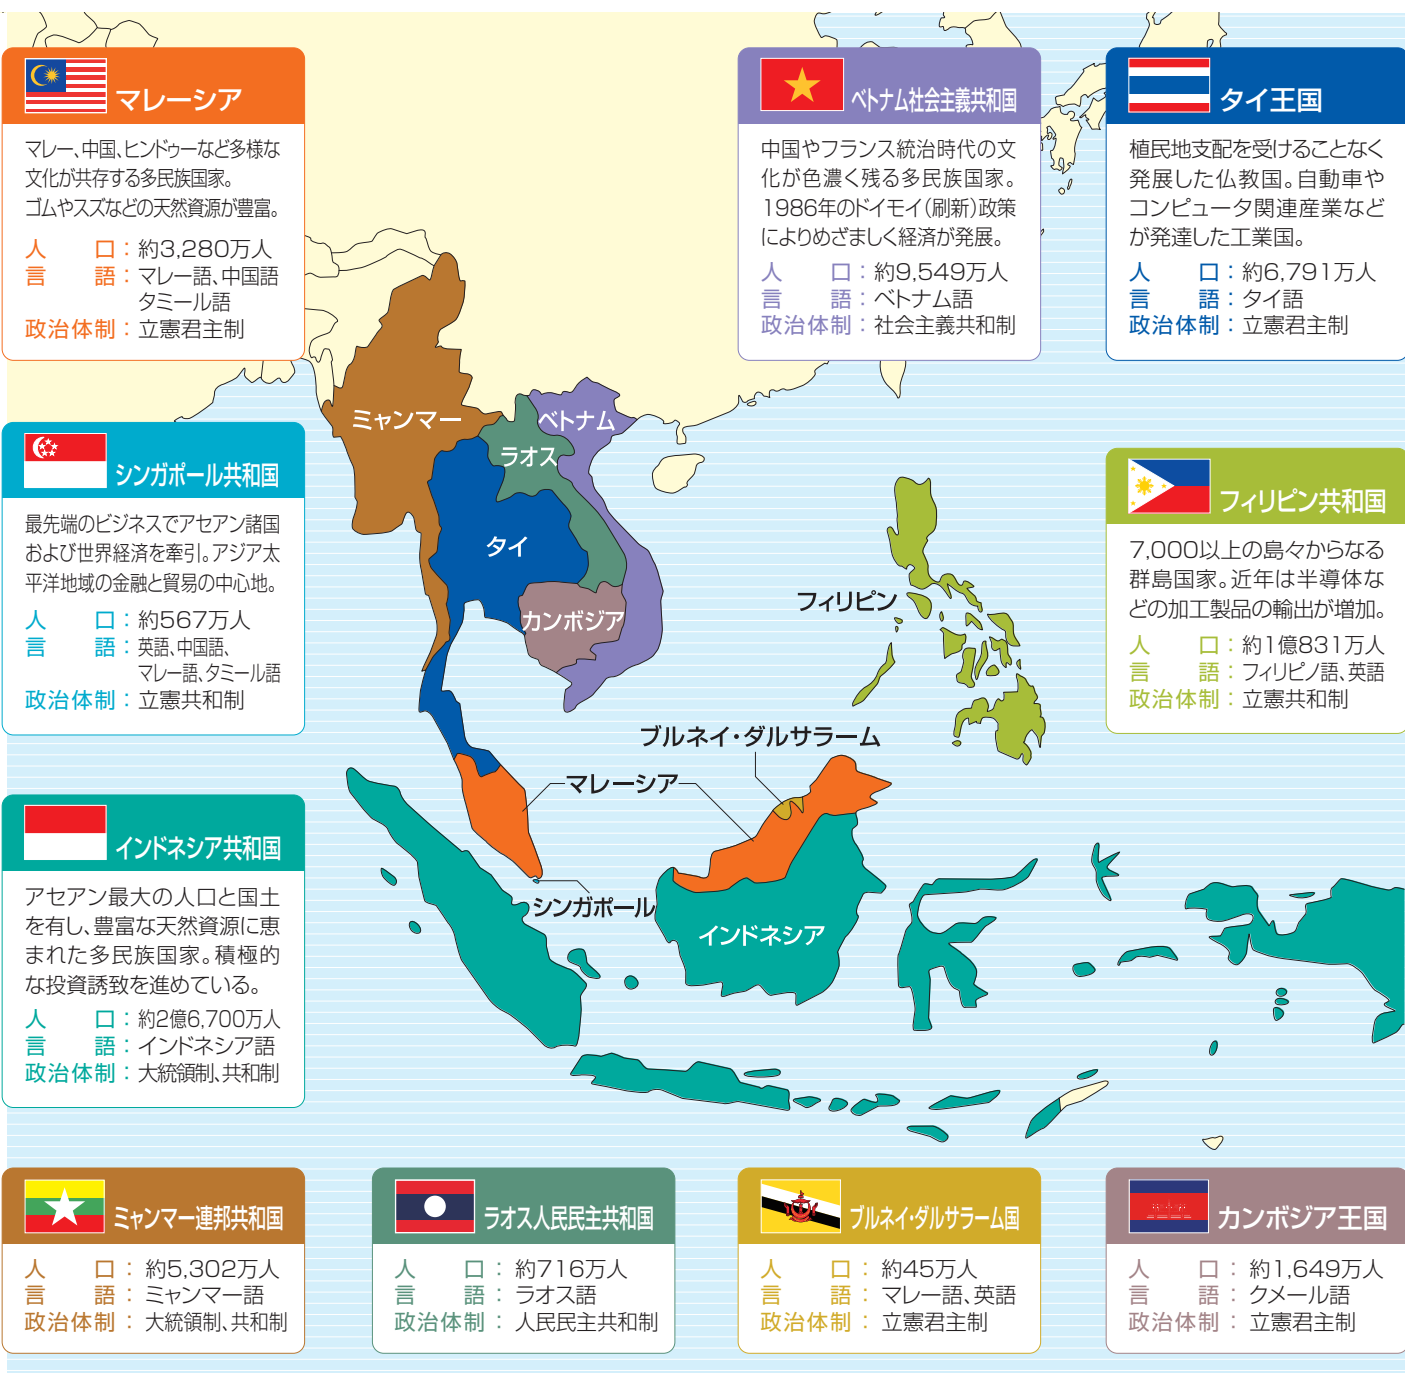 マレーシア
マレー、中国、ヒンドゥーなど多様な
文化が共存する多民族国家。
ゴムやスズなどの天然資源が豊富。
人口：約3,280万人
言語：マレー語、中国語
タミール語
政治体制：立憲君主制
ベトナム社会主義共和国
中国やフランス統治時代の文
化が色濃く残る多民族国家。
1986年のドイモイ（刷新）政策
によりめざましく経済が発展。
人口：約9,549万人
言語：ベトナム語
政治体制：社会主義共和制
タイ王国
植民地支配を受けることなく
発展した仏教国。自動車や
コンピュータ関連産業など
が発達した工業国。
人口：約6,791万人
言語：タイ語
政治体制：立憲君主制
シンガポール共和国
最先端のビジネスでアセアン諸国
および世界経済を牽引。アジア太
平洋地域の金融と貿易の中心地。
人口：約567万人
言語：英語、中国語、
マレー語、タミール語
政治体制：立憲共和制
フィリピン共和国
7,000以上の島々からなる
群島国家。近年は半導体な
どの加工製品の輸出が増加。
人口：約1億831万人
言語：フィリピノ語、英語
政治体制：立憲共和制
インドネシア共和国
アセアン最大の人口と国土
を有し、豊富な天然資源に恵
まれた多民族国家。積極的
な投資誘致を進めている。
人口：約2億6,700万人
言語：インドネシア語
政治体制：大統領制、共和制
ミャンマー
ベトナム
ラオス
タイ
カンボジア
フィリピン
ブルネイ・ダルサラーム
マレーシア
シンガポール
インドネシア
ミャンマー連邦共和国
人口：約5,302万人
言語：ミャンマー語
政治体制：大統領制、共和制
ラオス人民民主共和国
人口：約716万人
言語：ラオス語
政治体制：人民民主共和制
ブルネイ・ダルサラーム国
人口：約45万人
言語：マレー語、英語
政治体制：立憲君主制
カンボジア王国
人口：約1,649万人
言語：クメール語
政治体制：立憲君主制